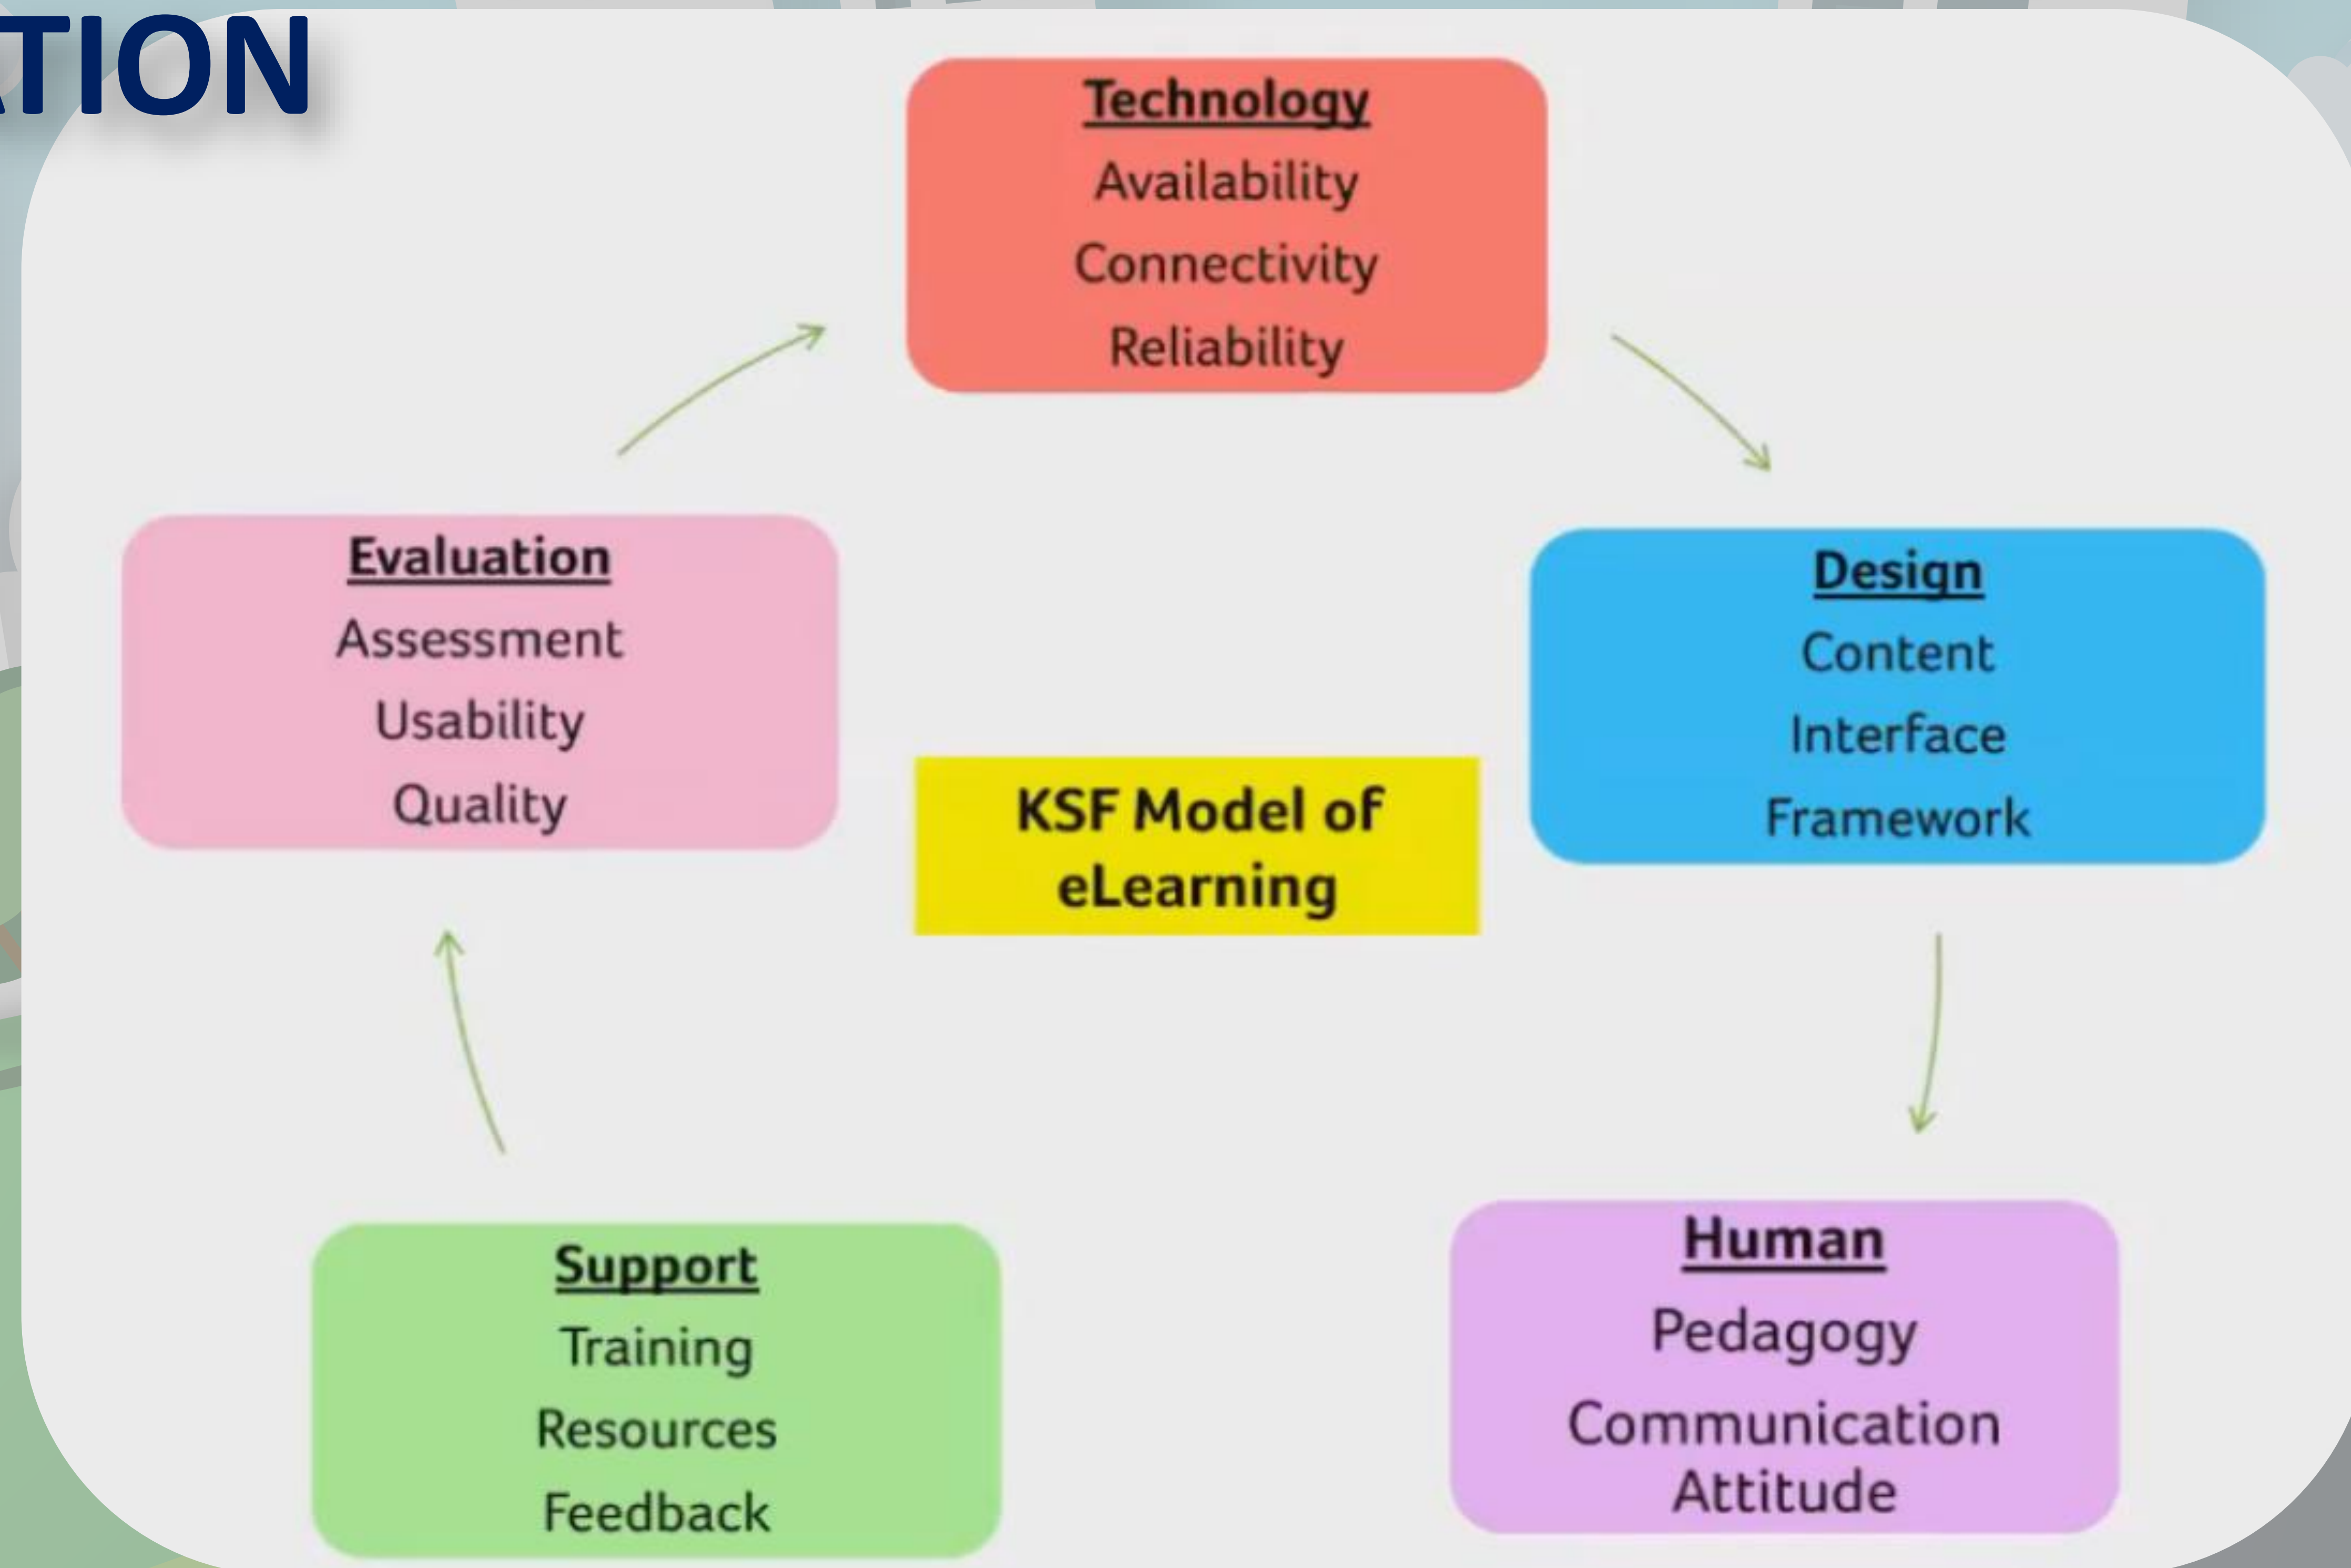 Technology
Availability
Connectivity
Reliability
Evaluation
Assessment
Usability
Quality
Design
Content
Interface
Framework
KSF Model of
eLearning
Support
Training
Resources
Feedback
Human
Pedagogy
Communication
Attitude